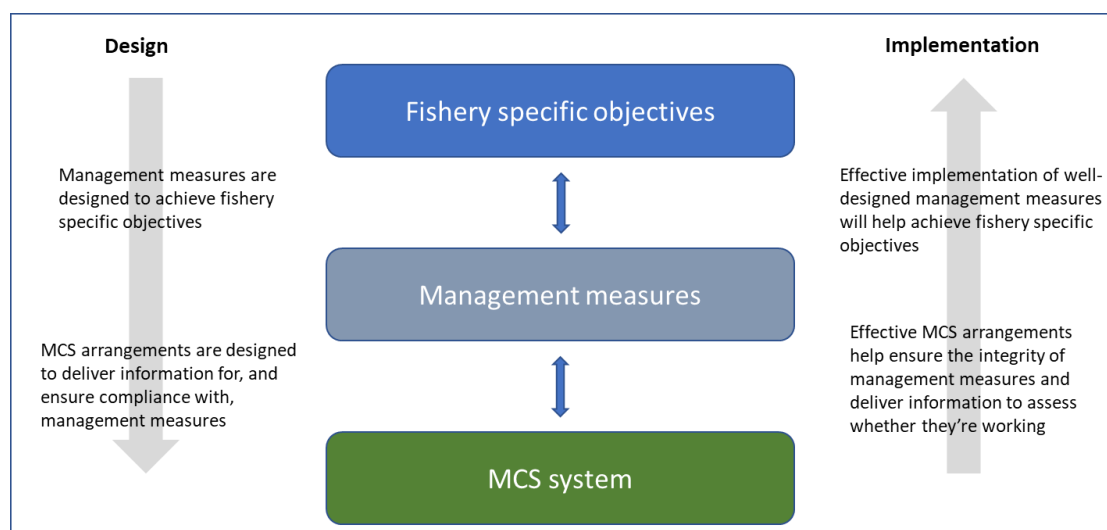 Design
Implementation
Fishery specific objectives
Management measures are
designed to achieve fishery
specific objectives
Effective implementation of well-
designed management measures
will help achieve fishery specific
objectives
Management measures
MCS arrangements are designed
to deliver information for, and
ensure compliance with,
management measures
Effective MCS arrangements
help ensure the integrity of
management measures and
deliver information to assess
whether they're working
MCS system